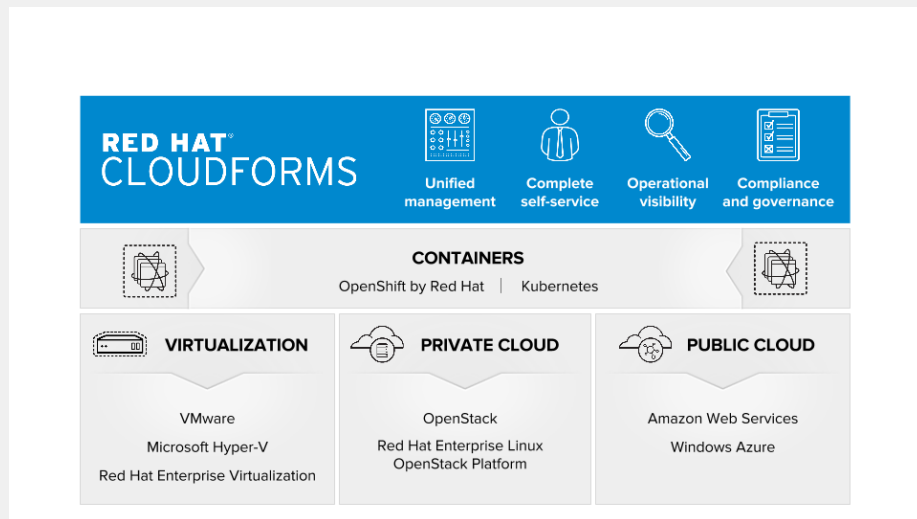 RED HAT®
CLOUDFORMS
Unified
management
Complete
self-service
Operational
visibility
Compliance
and governance
CONTAINERS
OpenShift by Red Hat | Kubernetes
VIRTUALIZATION
VMware
Microsoft Hyper-V
Red Hat Enterprise Virtualization
PRIVATE CLOUD
OpenStack
Red Hat Enterprise Linux
OpenStack Platform
PUBLIC CLOUD
Amazon Web Services
Windows Azure